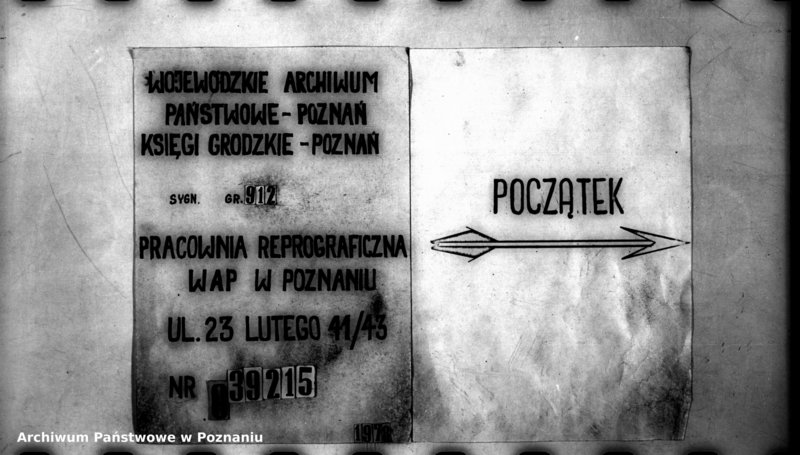 WOJEWÓDZKIE ARCHIWUM
PAŃSTWOWE - POZNAŃ
KSIĘGI GRODZKIE - POZNAŃ
SYGN. GR. 912
PRACOWNIA REPROGRAFICZNA
WAP W POZNANIU
UL. 23 LUTEGO 41/43
NR 39215
POCZĄTEK
Archiwum Państwowe w Poznaniu